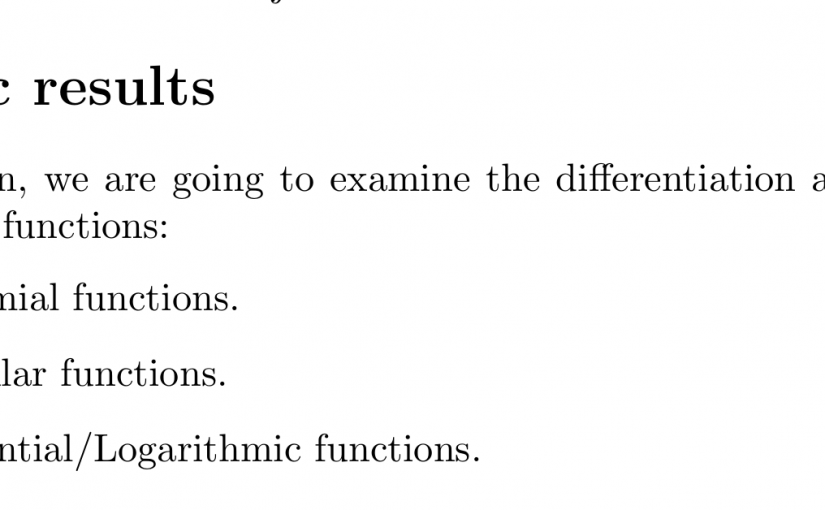 c results
n, we are going to examine the differentiation a
functions:
mial functions.
lar functions.
ntial/Logarithmic functions.